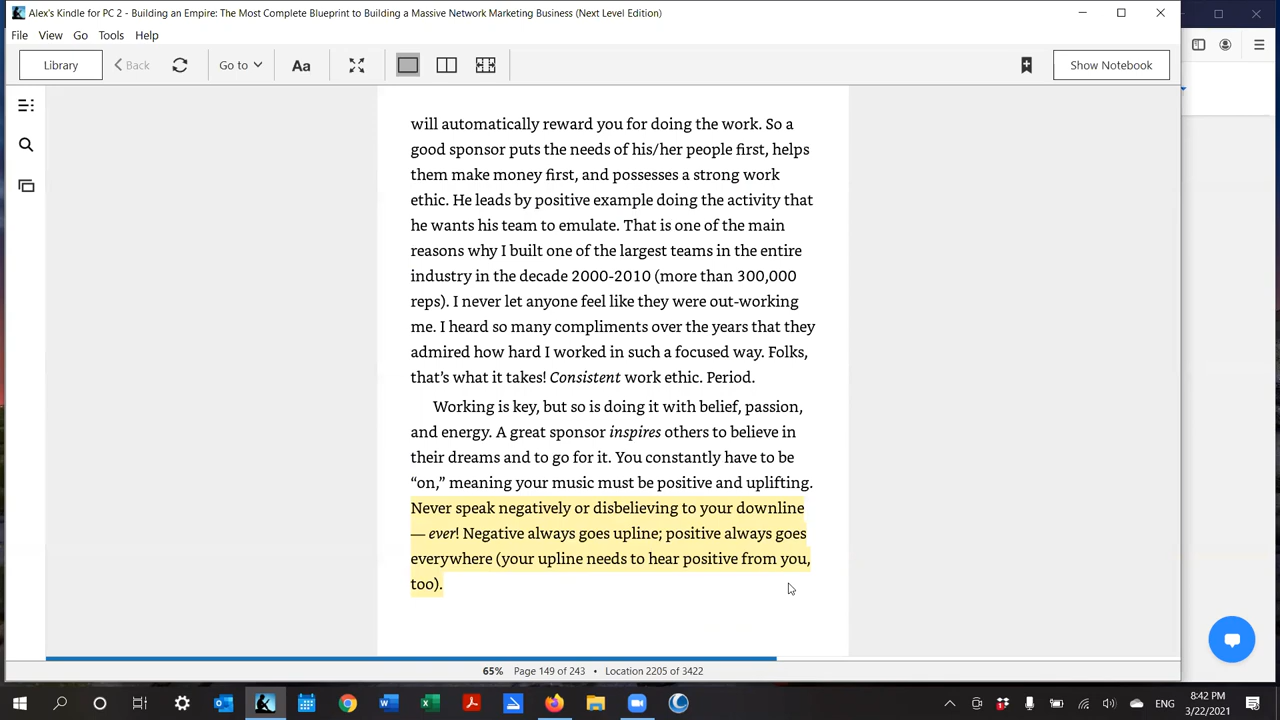 Alex's Kindle for PC 2 - Building an Empire: The Most Complete Blueprint to Building a Massive Network Marketing Business (Next Level Edition)
File View Go Tools Help
Library Back Go to Aa Show Notebook
will automatically reward you for doing the work. So a
good sponsor puts the needs of his/her people first, helps
them make money first, and possesses a strong work
ethic. He leads by positive example doing the activity that
he wants his team to emulate. That is one of the main
reasons why I built one of the largest teams in the entire
industry in the decade 2000-2010 (more than 300,000
reps). I never let anyone feel like they were out-working
me. I heard so many compliments over the years that they
admired how hard I worked in such a focused way. Folks,
that’s what it takes! Consistent work ethic. Period.
Working is key, but so is doing it with belief, passion,
and energy. A great sponsor inspires others to believe in
their dreams and to go for it. You constantly have to be
“on,” meaning your music must be positive and uplifting.
Never speak negatively or disbelieving to your downline
— ever! Negative always goes upline; positive always goes
everywhere (your upline needs to hear positive from you,
too).
65% Page 149 of 243 • Location 2205 of 3422
ENG
8:42 PM
3/22/2021